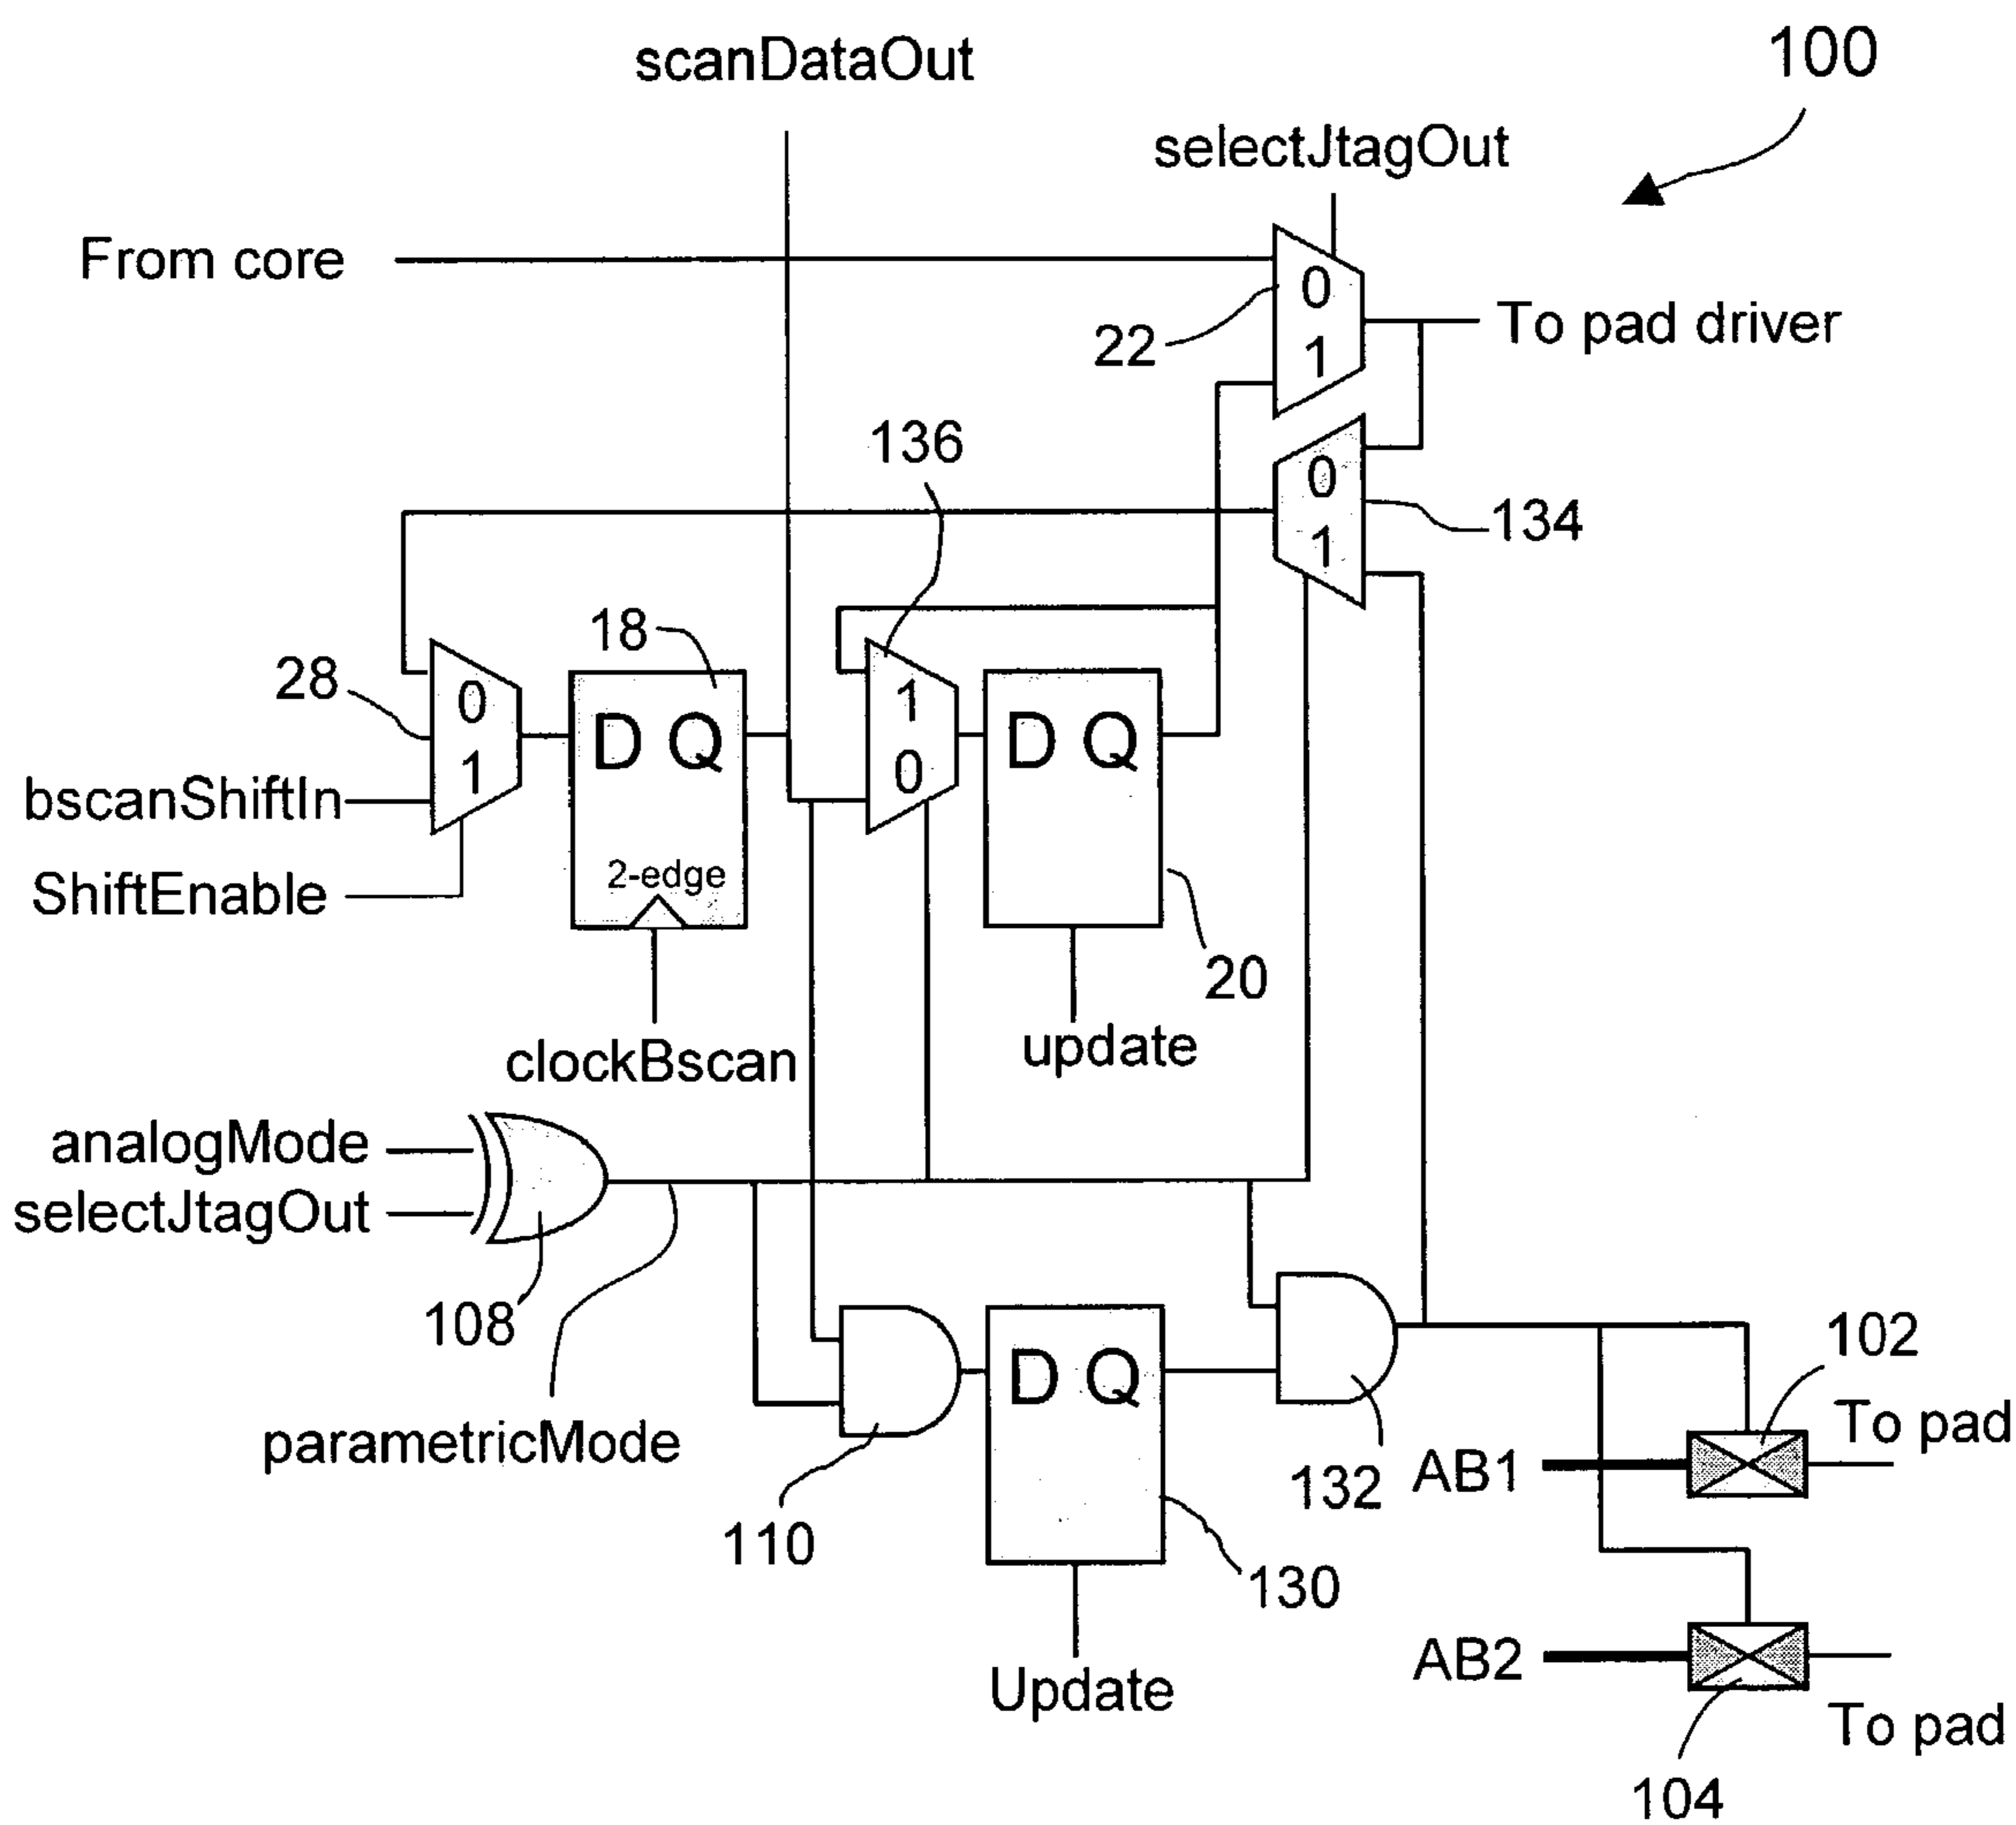 100
scanDataOut
selectJtagOut
From core
0
22
1
To pad driver
136
0
134
1
18
28
0
1
D Q
1
0
D Q
bscanShiftIn
2-edge
ShiftEnable
20
clockBscan
update
analogMode
selectJtagOut
108
102
D Q
To pad
parametricMode
AB1
132
110
130
AB2
Update
To pad
104